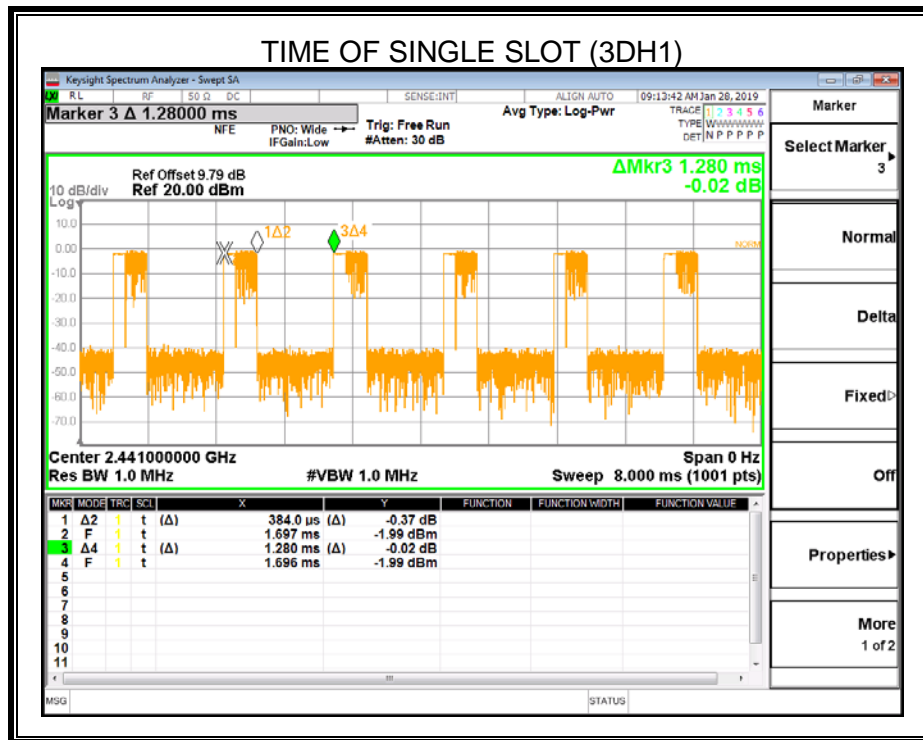 TIME OF SINGLE SLOT (3DH1)
Keysight Spectrum Analyzer - Swept SA
LXI RL RF 50 Ω DC SENSE:INT ALIGN AUTO 09:13:42 AM Jan 28, 2019
Marker 3 Δ 1.28000 ms
NFE PNO: Wide Trig: Free Run
IFGain:Low #Atten: 30 dB
Avg Type: Log-Pwr
TRACE 1 2 3 4 5 6
TYPE WWWWWW
DET N P P P P P
ΔMkr3 1.280 ms
-0.02 dB
Ref Offset 9.79 dB
10 dB/div Ref 20.00 dBm
Log
10.0
0.00
-10.0
-20.0
-30.0
-40.0
-50.0
-60.0
-70.0
1Δ2
3Δ4
NORM
Center 2.441000000 GHz Span 0 Hz
Res BW 1.0 MHz #VBW 1.0 MHz Sweep 8.000 ms (1001 pts)
MKR MODE TRC SCL X Y FUNCTION FUNCTION WIDTH FUNCTION VALUE
1 Δ2 1 t (Δ) 384.0 µs (Δ) -0.37 dB
2 F 1 t 1.697 ms -1.99 dBm
3 Δ4 1 t (Δ) 1.280 ms (Δ) -0.02 dB
4 F 1 t 1.696 ms -1.99 dBm
5
6
7
8
9
10
11
MSG STATUS
Marker
Select Marker
3
Normal
Delta
Fixed
Off
Properties
More
1 of 2